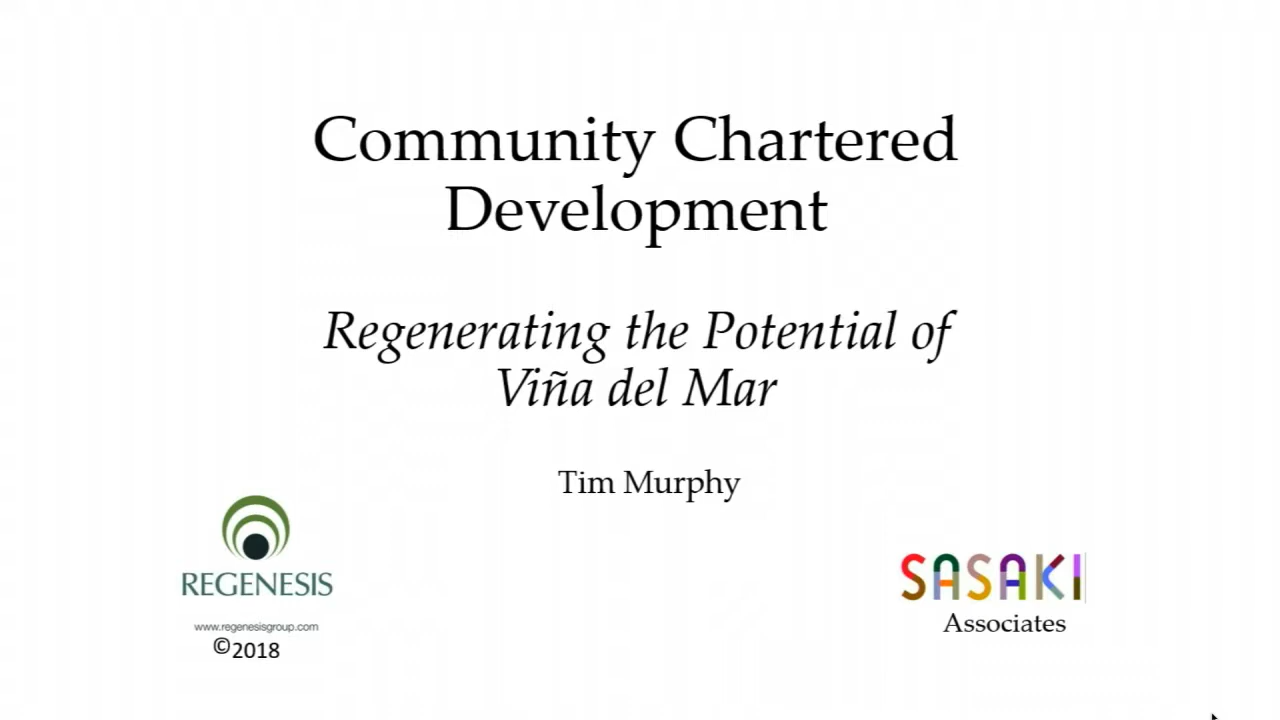 Community Chartered
Development
Regenerating the Potential of
Viña del Mar
Tim Murphy
REGENESIS
www.regenesisgroup.com
©2018
SASAKI
Associates